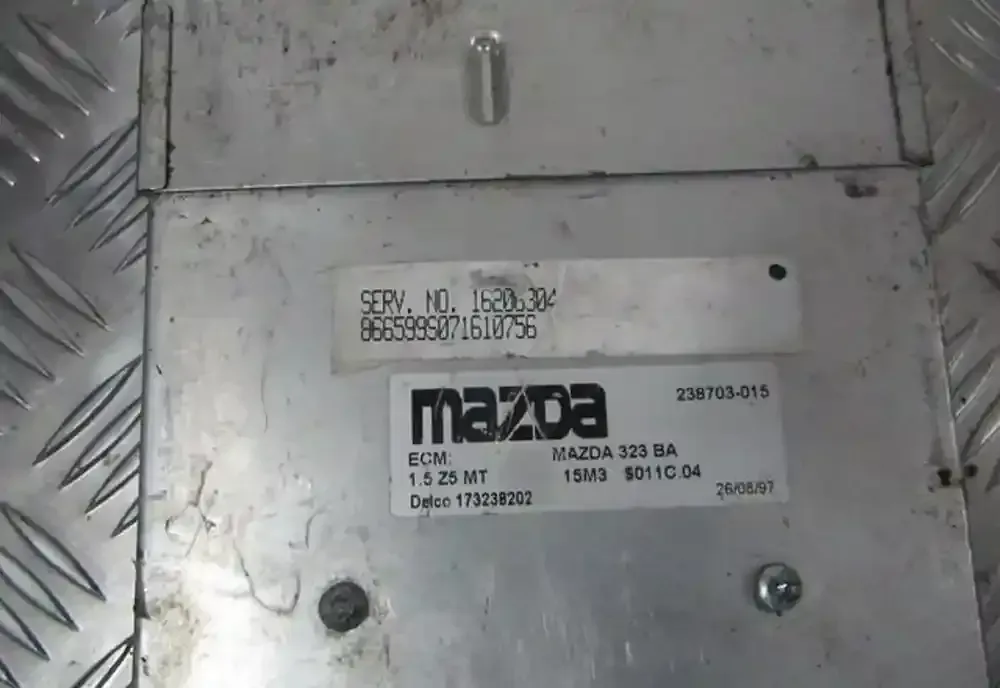 SERV. NO. 16206304
866599S071610756
mazda
238703-015
ECM: MAZDA 323 BA
1.5 Z5 MT 15M3 S011C.04
Delco 173238202
26/08/97